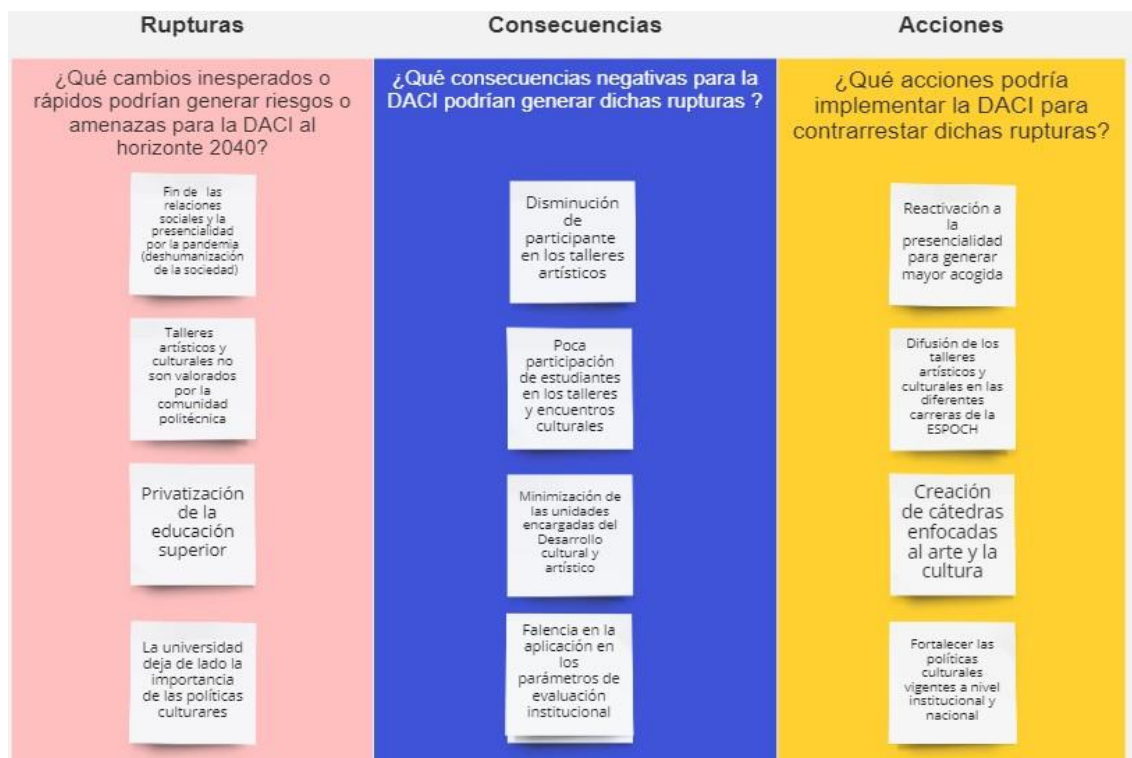 Rupturas
Consecuencias
Acciones
¿Qué cambios inesperados o
rápidos podrían generar riesgos o
amenazas para la DACI al
horizonte 2040?
¿Qué consecuencias negativas para la
DACI podrían generar dichas rupturas ?
¿Qué acciones podría
implementar la DACI para
contrarrestar dichas rupturas?
Fin de las
relaciones
sociales y la
presencialidad
por la pandemia
(deshumanización
de la sociedad)
Disminución
de
participante
en los talleres
artísticos
Reactivación a
la
presencialidad
para generar
mayor acogida
Talleres
artísticos y
culturales no
son valorados
por la
comunidad
politécnica
Poca
participación
de estudiantes
en los talleres
y encuentros
culturales
Difusión de los
talleres
artísticos y
culturales en las
diferentes
carreras de la
ESPOCH
Privatización
de la
educación
superior
Minimización de
las unidades
encargadas del
Desarrollo
cultural y
artístico
Creación
de cátedras
enfocadas
al arte y la
cultura
La universidad
deja de lado la
importancia
de las políticas
culturares
Falencia en la
aplicación en
los
parámetros de
evaluación
institucional
Fortalecer las
políticas
culturales
vigentes a nivel
institucional y
nacional